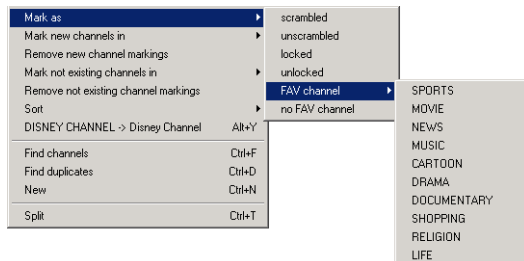 Mark as
Mark new channels in
Remove new channel markings
Mark not existing channels in
Remove not existing channel markings
Sort
DISNEY CHANNEL -> Disney Channel Alt+Y
Find channels Ctrl+F
Find duplicates Ctrl+D
New Ctrl+N
Split Ctrl+T
scrambled
unscrambled
locked
unlocked
FAV channel
no FAV channel
SPORTS
MOVIE
NEWS
MUSIC
CARTOON
DRAMA
DOCUMENTARY
SHOPPING
RELIGION
LIFE